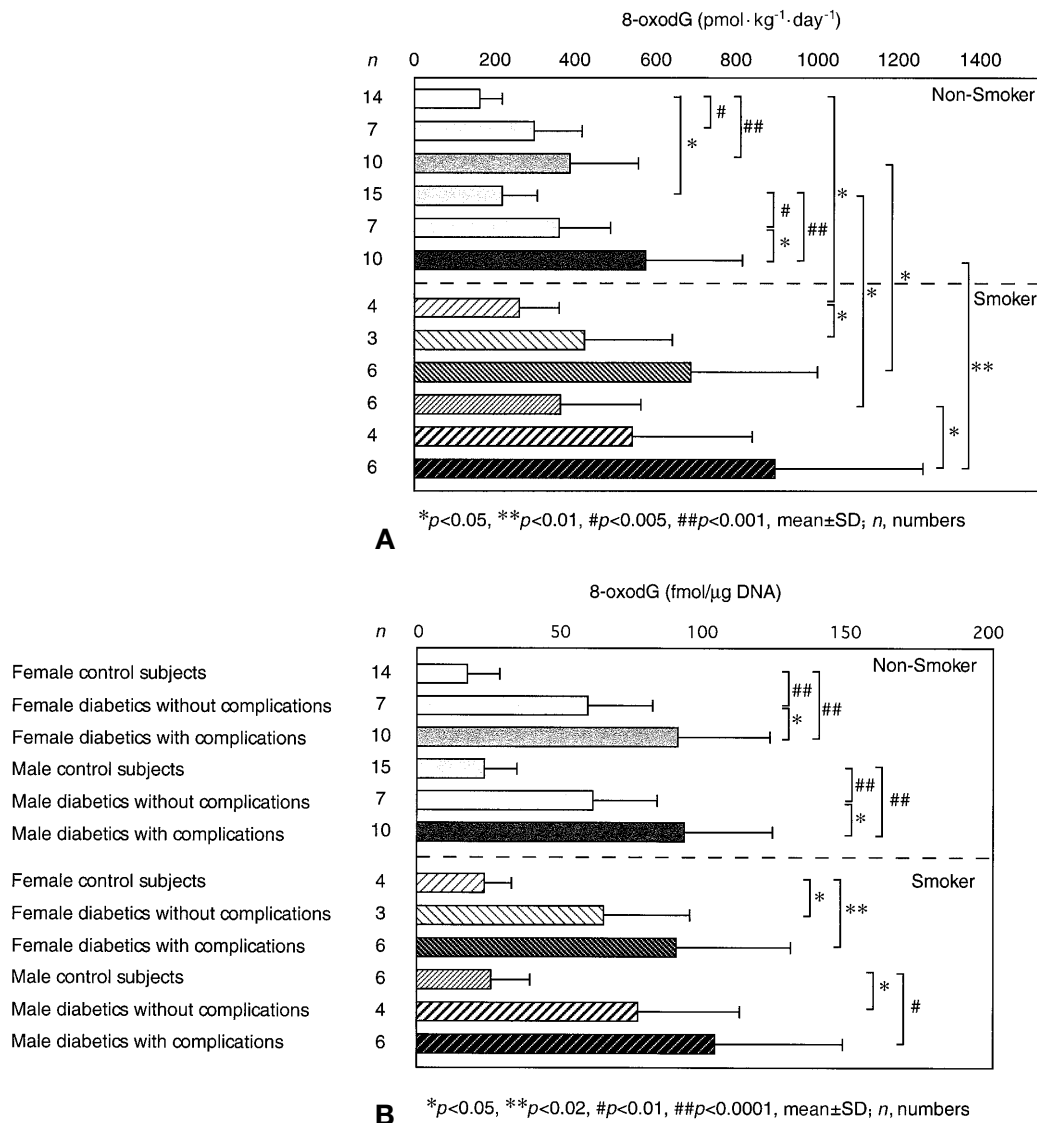 8-oxodG (pmol·kg⁻¹·day⁻¹)
n 0 200 400 600 800 1000 1200 1400
14 Non-Smoker
7 # ##
10 *
15 *
7 # ##
10 * *
* Smoker
4 *
3
6 **
6
4 *
6
*p<0.05, **p<0.01, #p<0.005, ##p<0.001, mean±SD; n, numbers
A
8-oxodG (fmol/μg DNA)
n 0 50 100 150 200
Female control subjects 14 Non-Smoker
Female diabetics without complications 7 ## ##
Female diabetics with complications 10 *
Male control subjects 15
Male diabetics without complications 7 ## ##
Male diabetics with complications 10 *
Female control subjects 4 Smoker
Female diabetics without complications 3 * **
Female diabetics with complications 6
Male control subjects 6 *
Male diabetics without complications 4 #
Male diabetics with complications 6
*p<0.05, **p<0.02, #p<0.01, ##p<0.0001, mean±SD; n, numbers
B